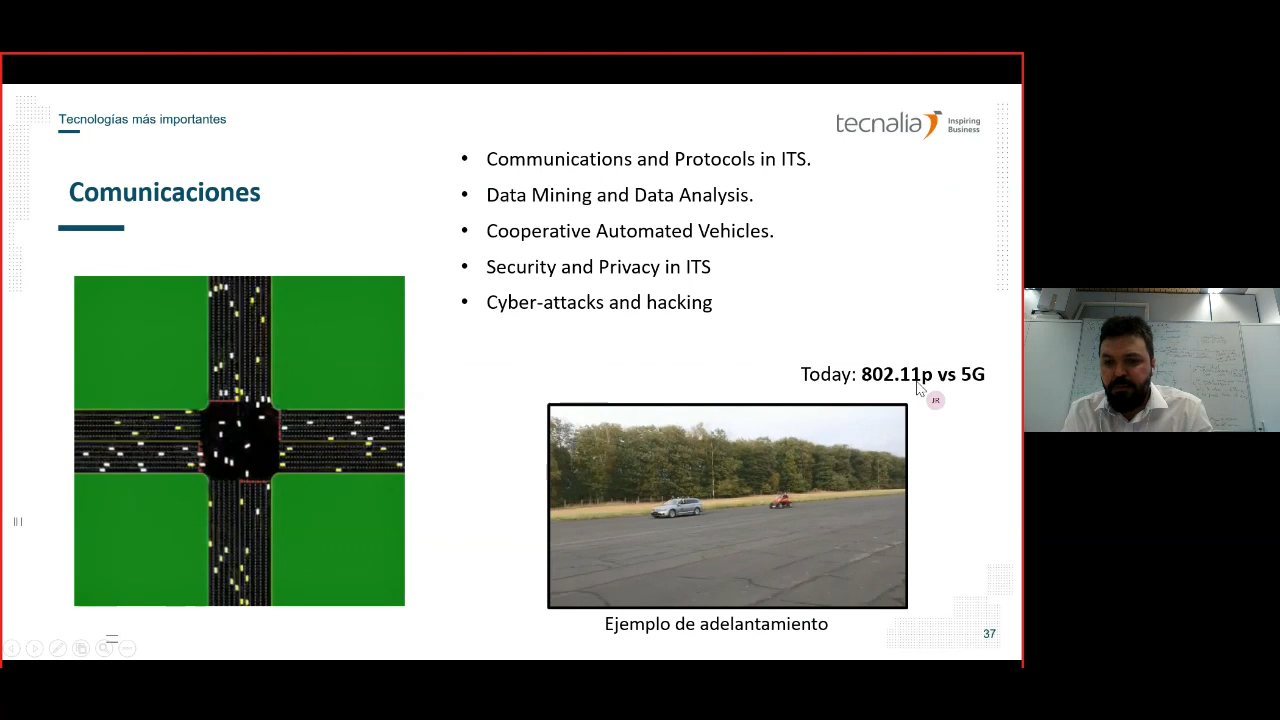 Tecnologías más importantes
tecnalia Inspiring Business
Comunicaciones
• Communications and Protocols in ITS.
• Data Mining and Data Analysis.
• Cooperative Automated Vehicles.
• Security and Privacy in ITS
• Cyber-attacks and hacking
Today: 802.11p vs 5G
JR
Ejemplo de adelantamiento
37